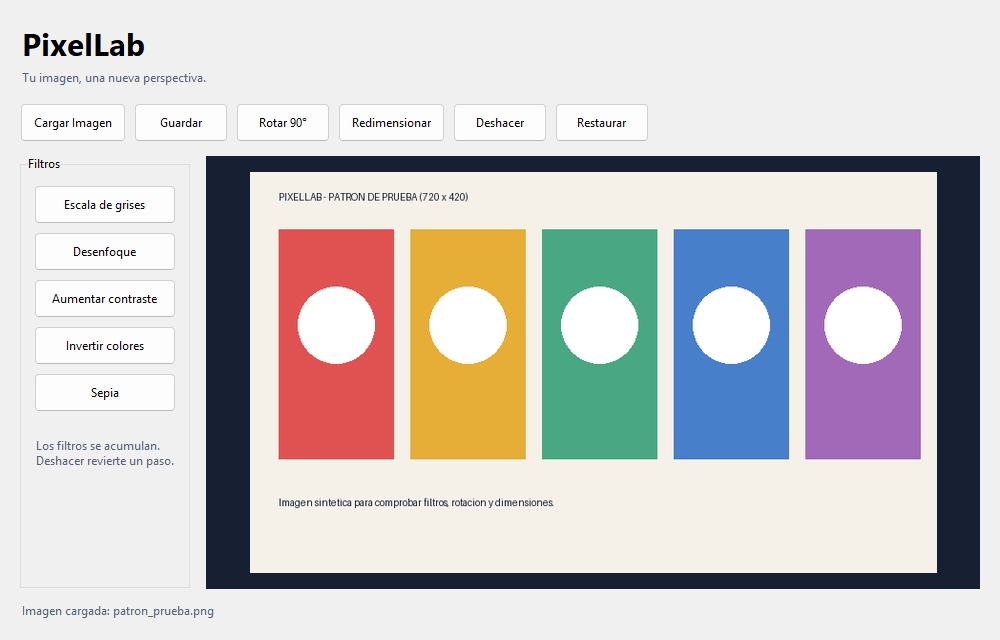 PixelLab
Tu imagen, una nueva perspectiva.
Cargar Imagen
Guardar
Rotar 90°
Redimensionar
Deshacer
Restaurar
Filtros
Escala de grises
Desenfoque
Aumentar contraste
Invertir colores
Sepia
Los filtros se acumulan.
Deshacer revierte un paso.
PIXELLAB - PATRON DE PRUEBA (720 x 420)
Imagen sintetica para comprobar filtros, rotacion y dimensiones.
Imagen cargada: patron_prueba.png